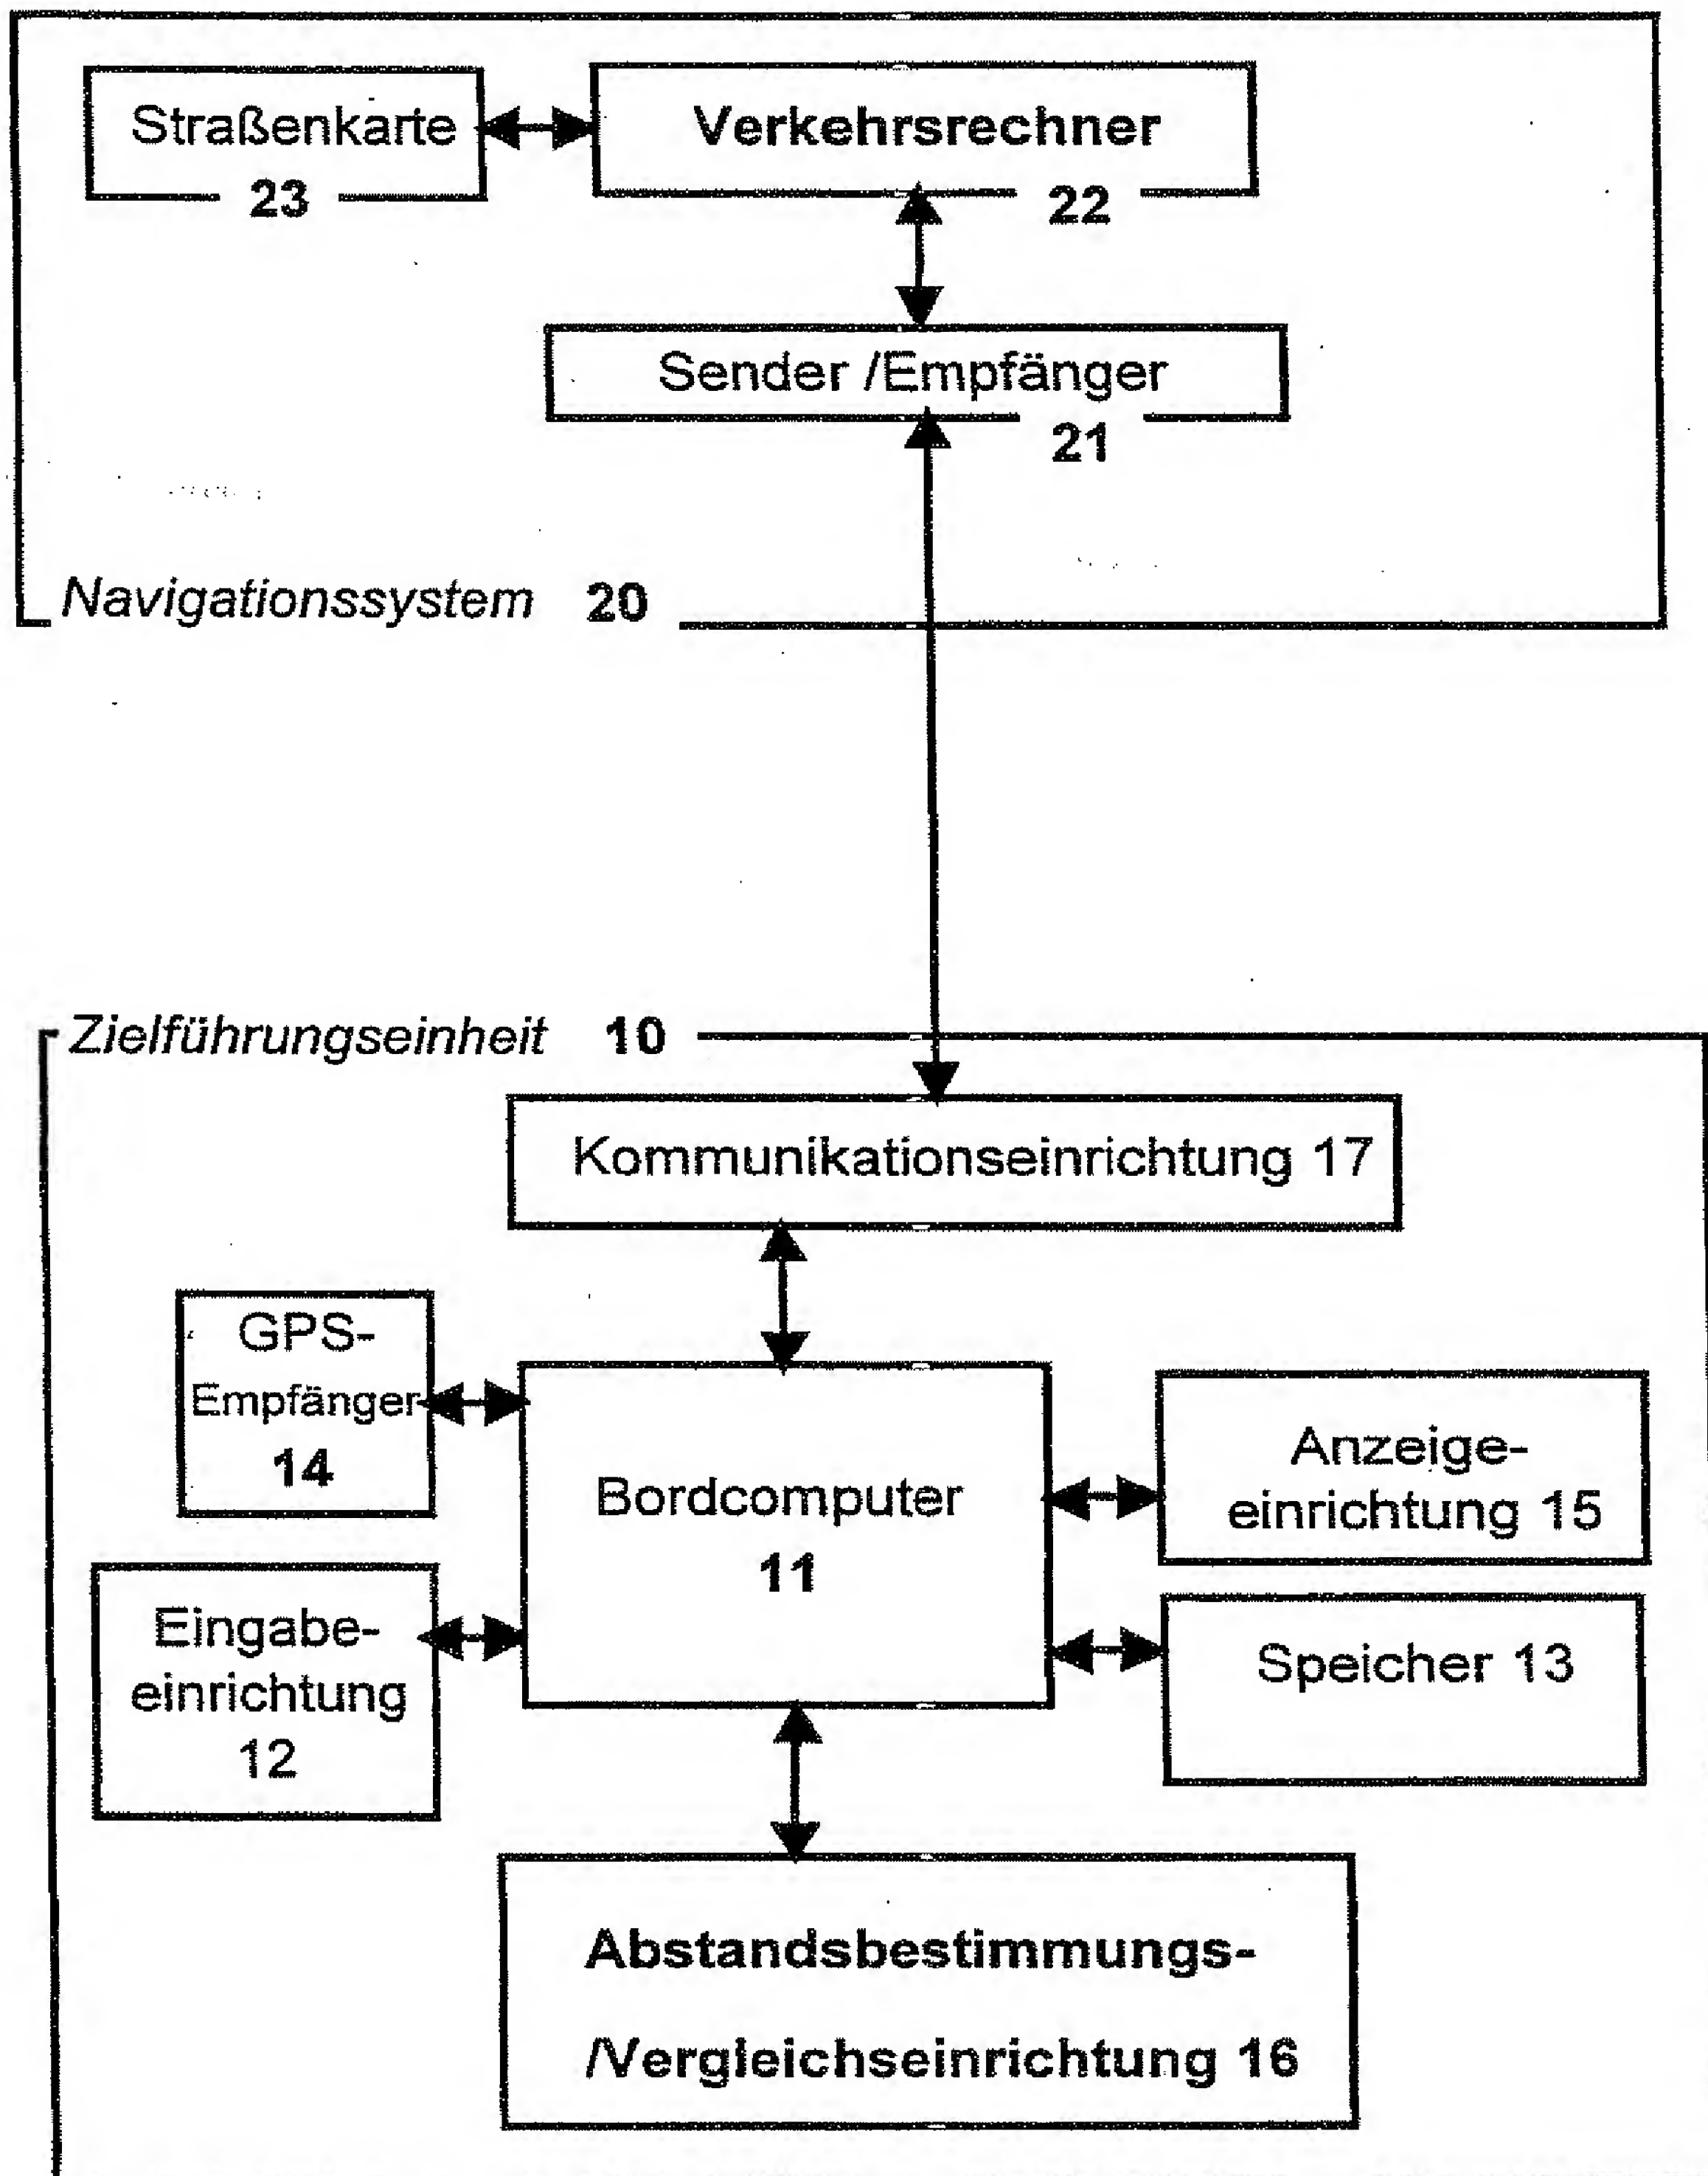 Straßenkarte
23
Verkehrsrechner
22
Sender /Empfänger
21
Navigationssystem 20
Zielführungseinheit 10
Kommunikationseinrichtung 17
GPS-
Empfänger
14
Bordcomputer
11
Anzeige-
einrichtung 15
Eingabe-
einrichtung
12
Speicher 13
Abstandsbestimmungs-
/Vergleichseinrichtung 16